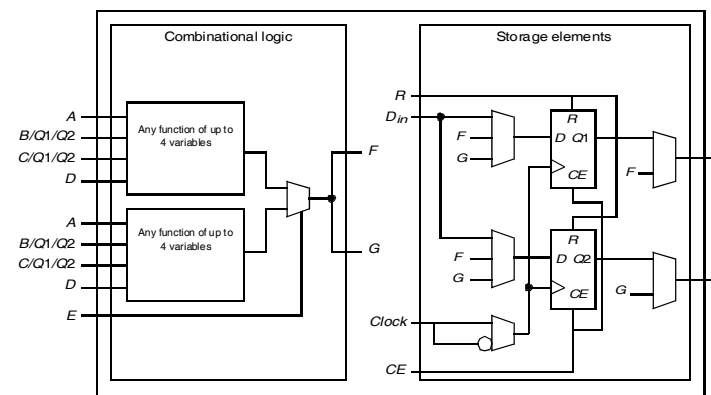 Combinational logic
A
B/Q1/Q2
C/Q1/Q2
D
Any function of up to
4 variables
A
B/Q1/Q2
C/Q1/Q2
D
Any function of up to
4 variables
E
F
G
Storage elements
R
Din
F
G
R
D Q1
CE
F
F
G
R
D Q2
CE
G
Clock
CE